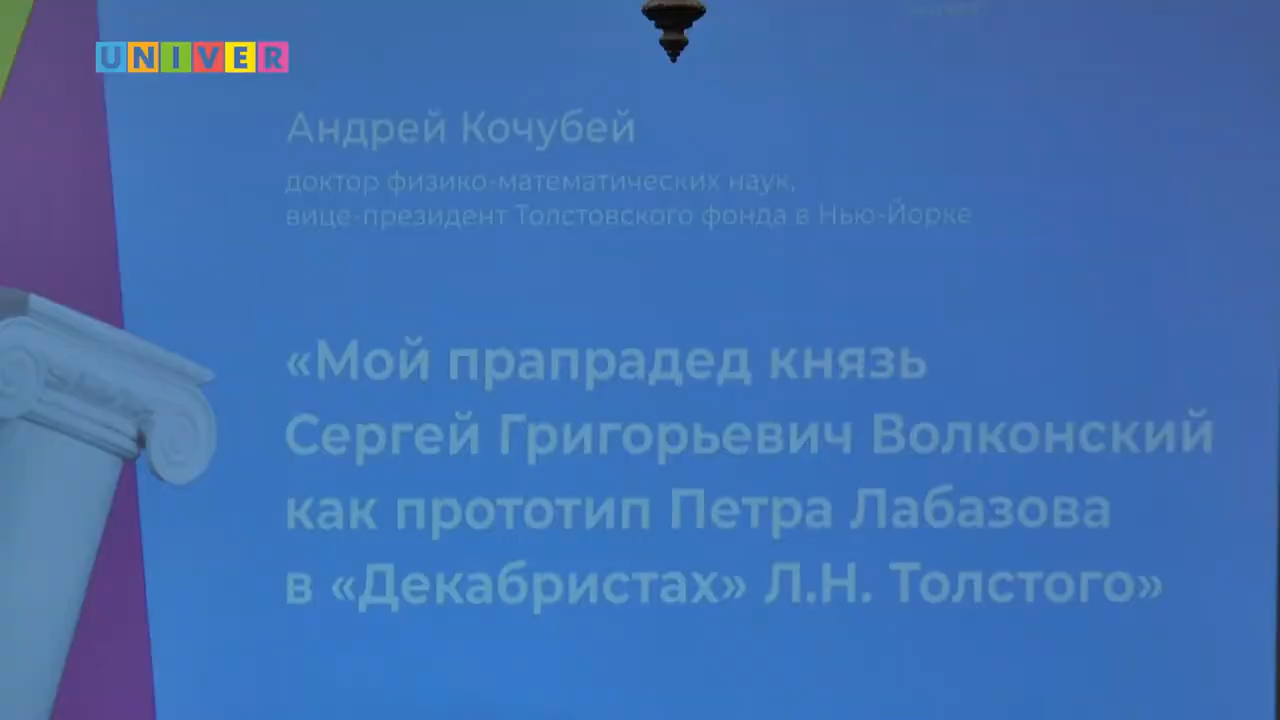 UNIVER
Андрей Кочубей
доктор физико-математических наук,
вице-президент Толстовского фонда в Нью-Йорке
«Мой прапрадед князь
Сергей Григорьевич Волконский
как прототип Петра Лабазова
в «Декабристах» Л.Н. Толстого»